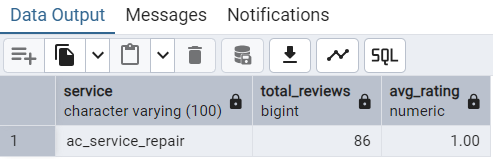 Data Output Messages Notifications
SQL
service total_reviews avg_rating
character varying (100) bigint numeric
1 ac_service_repair 86 1.00